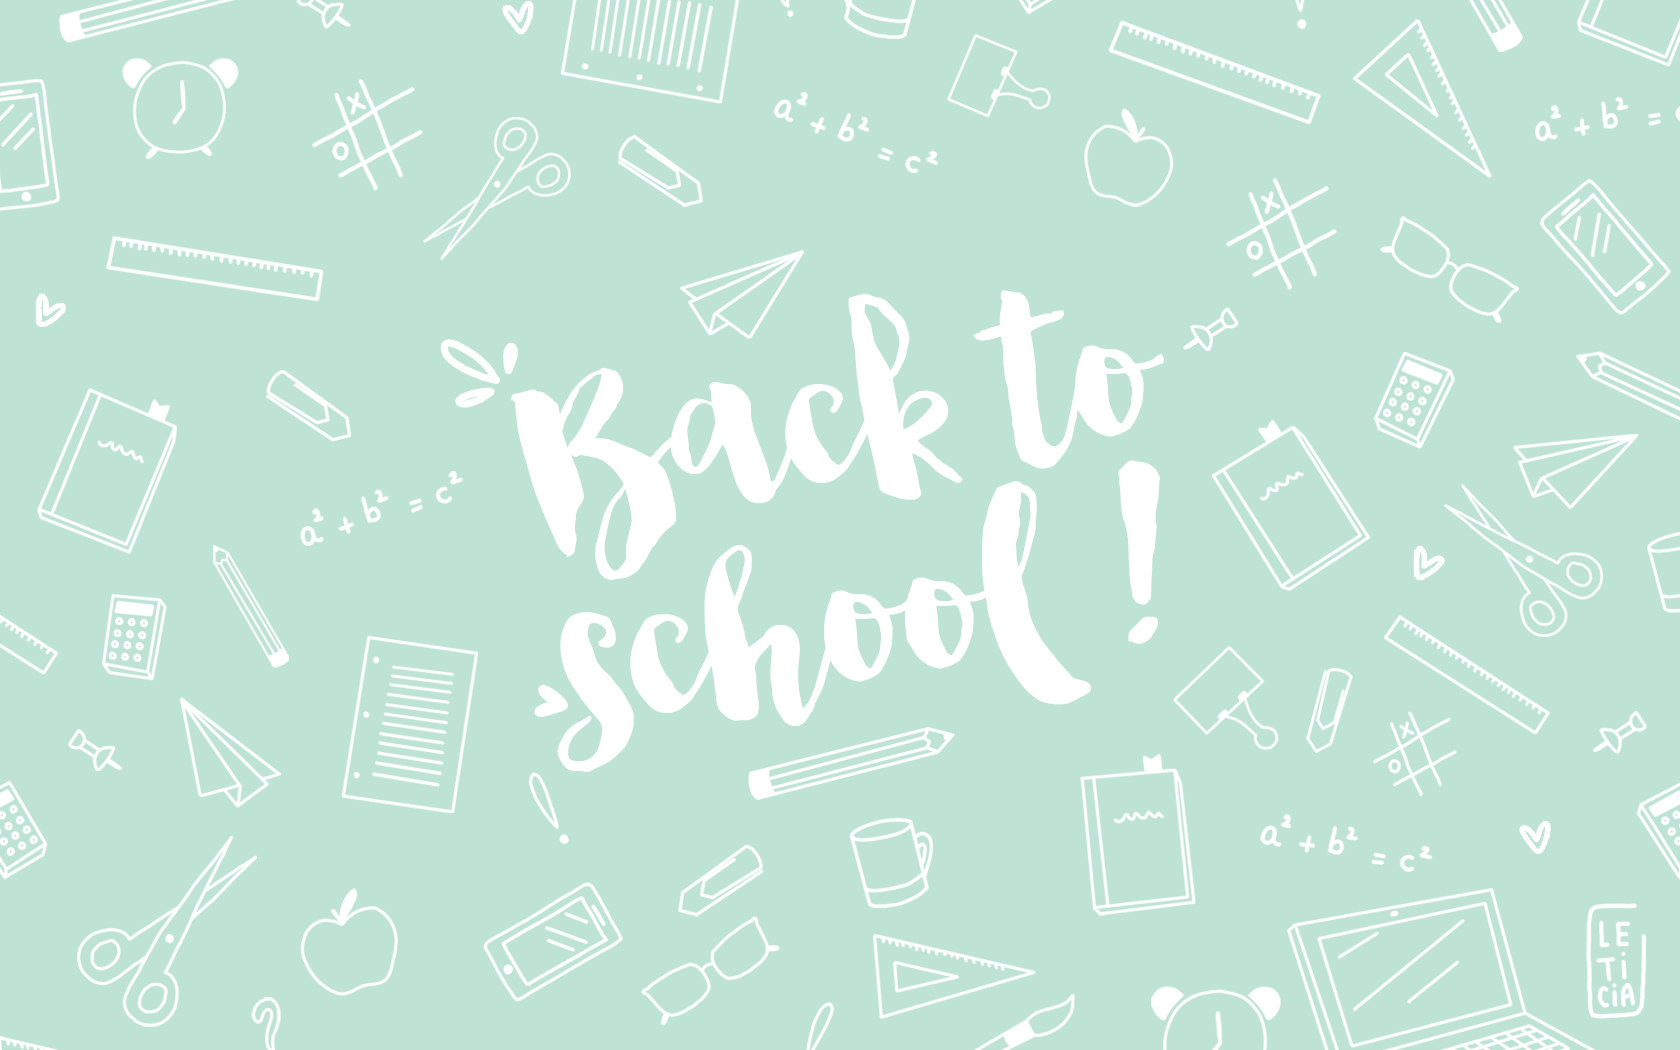 x
o
a² + b² = c²
a² + b² = c²
x
o
Back to
school!
a² + b² = c²
x
o
a² + b² = c²
LE
Ti
CiA